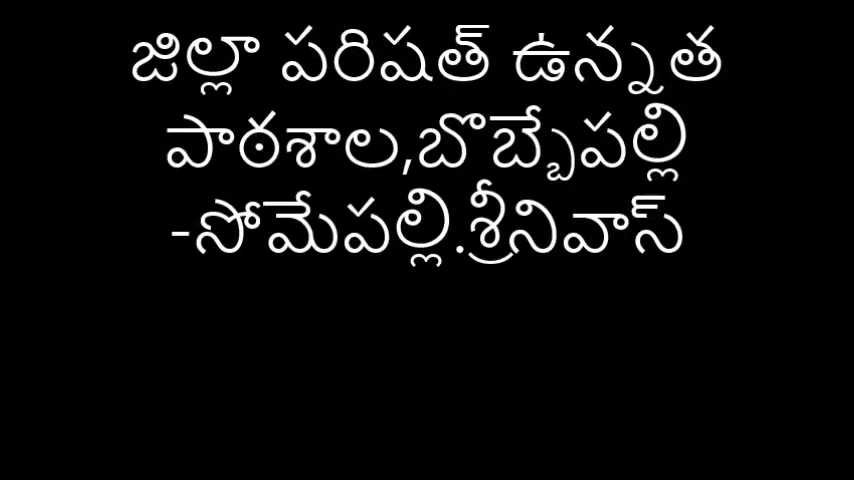 జిల్లా పరిషత్ ఉన్నత
పాఠశాల,బొబ్బేపల్లి
-సోమేపల్లి.శ్రీనివాస్